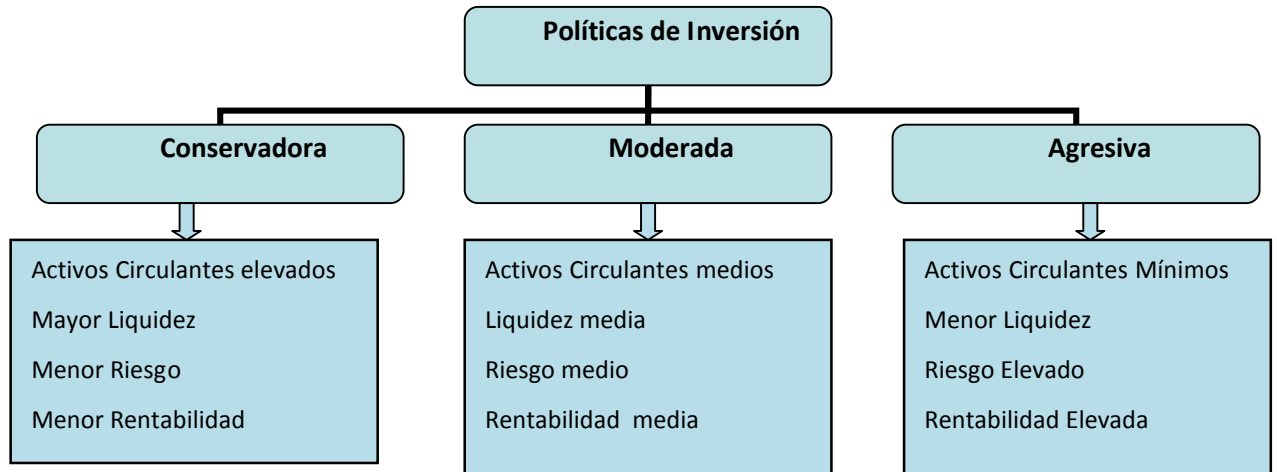 Políticas de Inversión
Conservadora
Moderada
Agresiva
Activos Circulantes elevados
Mayor Liquidez
Menor Riesgo
Menor Rentabilidad
Activos Circulantes medios
Liquidez media
Riesgo medio
Rentabilidad media
Activos Circulantes Mínimos
Menor Liquidez
Riesgo Elevado
Rentabilidad Elevada